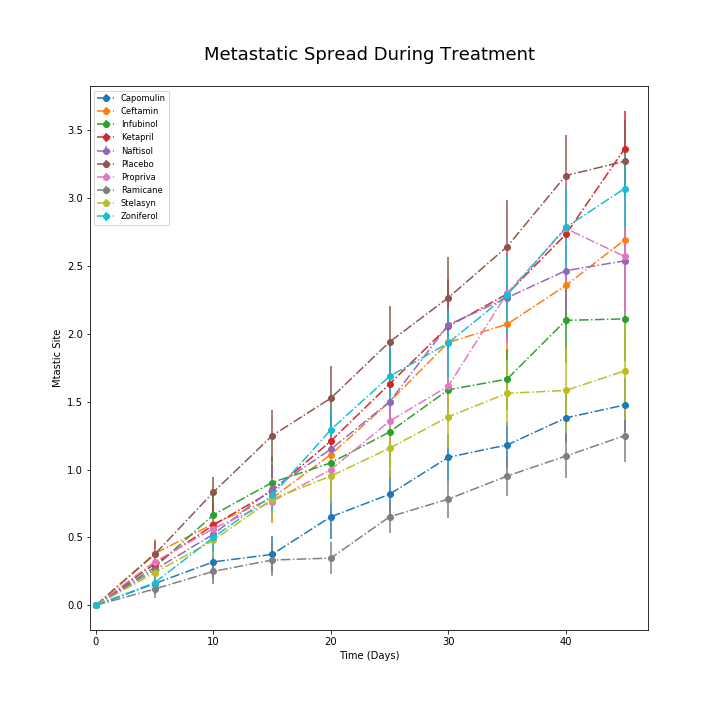 Metastatic Spread During Treatment
Capomulin
Ceftamin
Infubinol
Ketapril
Naftisol
Placebo
Propriva
Ramicane
Stelasyn
Zoniferol
3.5
3.0
2.5
2.0
1.5
1.0
0.5
0.0
Mtastic Site
0 10 20 30 40
Time (Days)